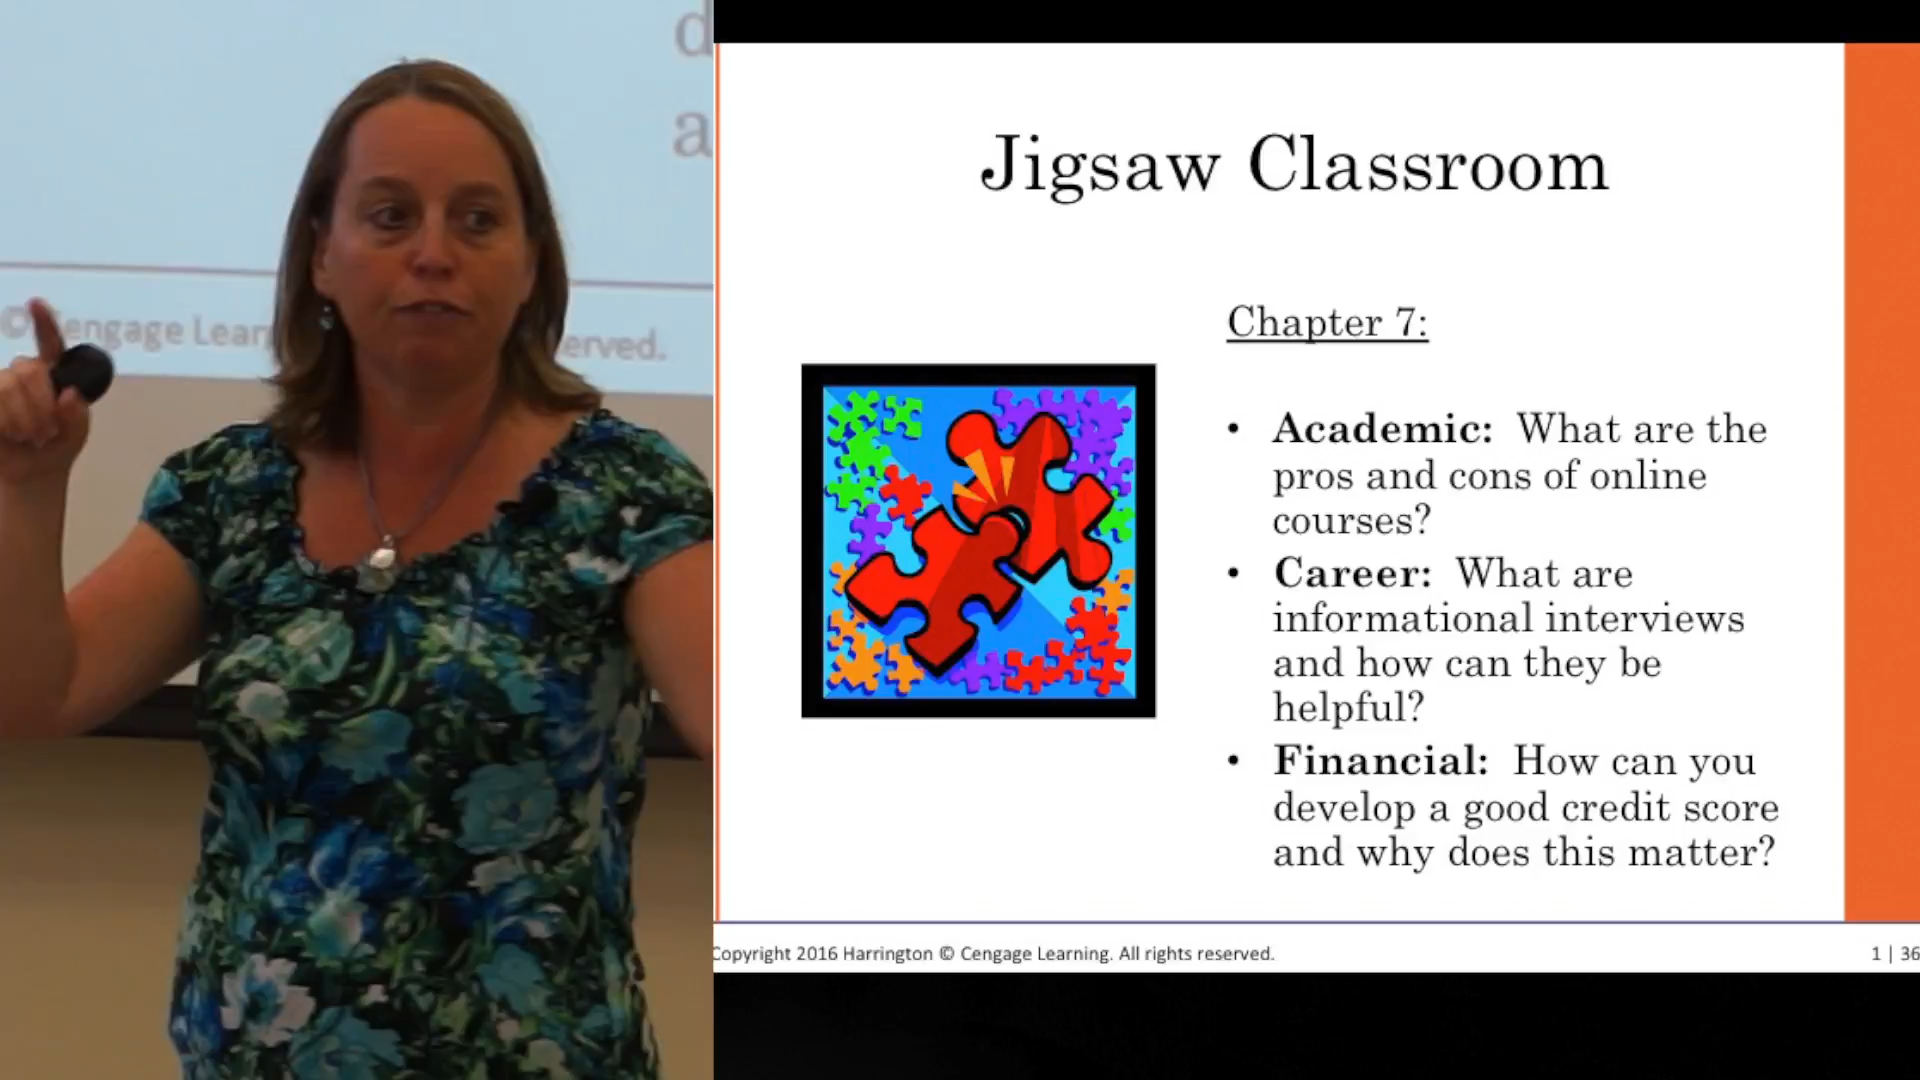 d
a
© Cengage Lear
erved.
Jigsaw Classroom
Chapter 7:
• Academic: What are the
pros and cons of online
courses?
• Career: What are
informational interviews
and how can they be
helpful?
• Financial: How can you
develop a good credit score
and why does this matter?
Copyright 2016 Harrington © Cengage Learning. All rights reserved.
1 | 36